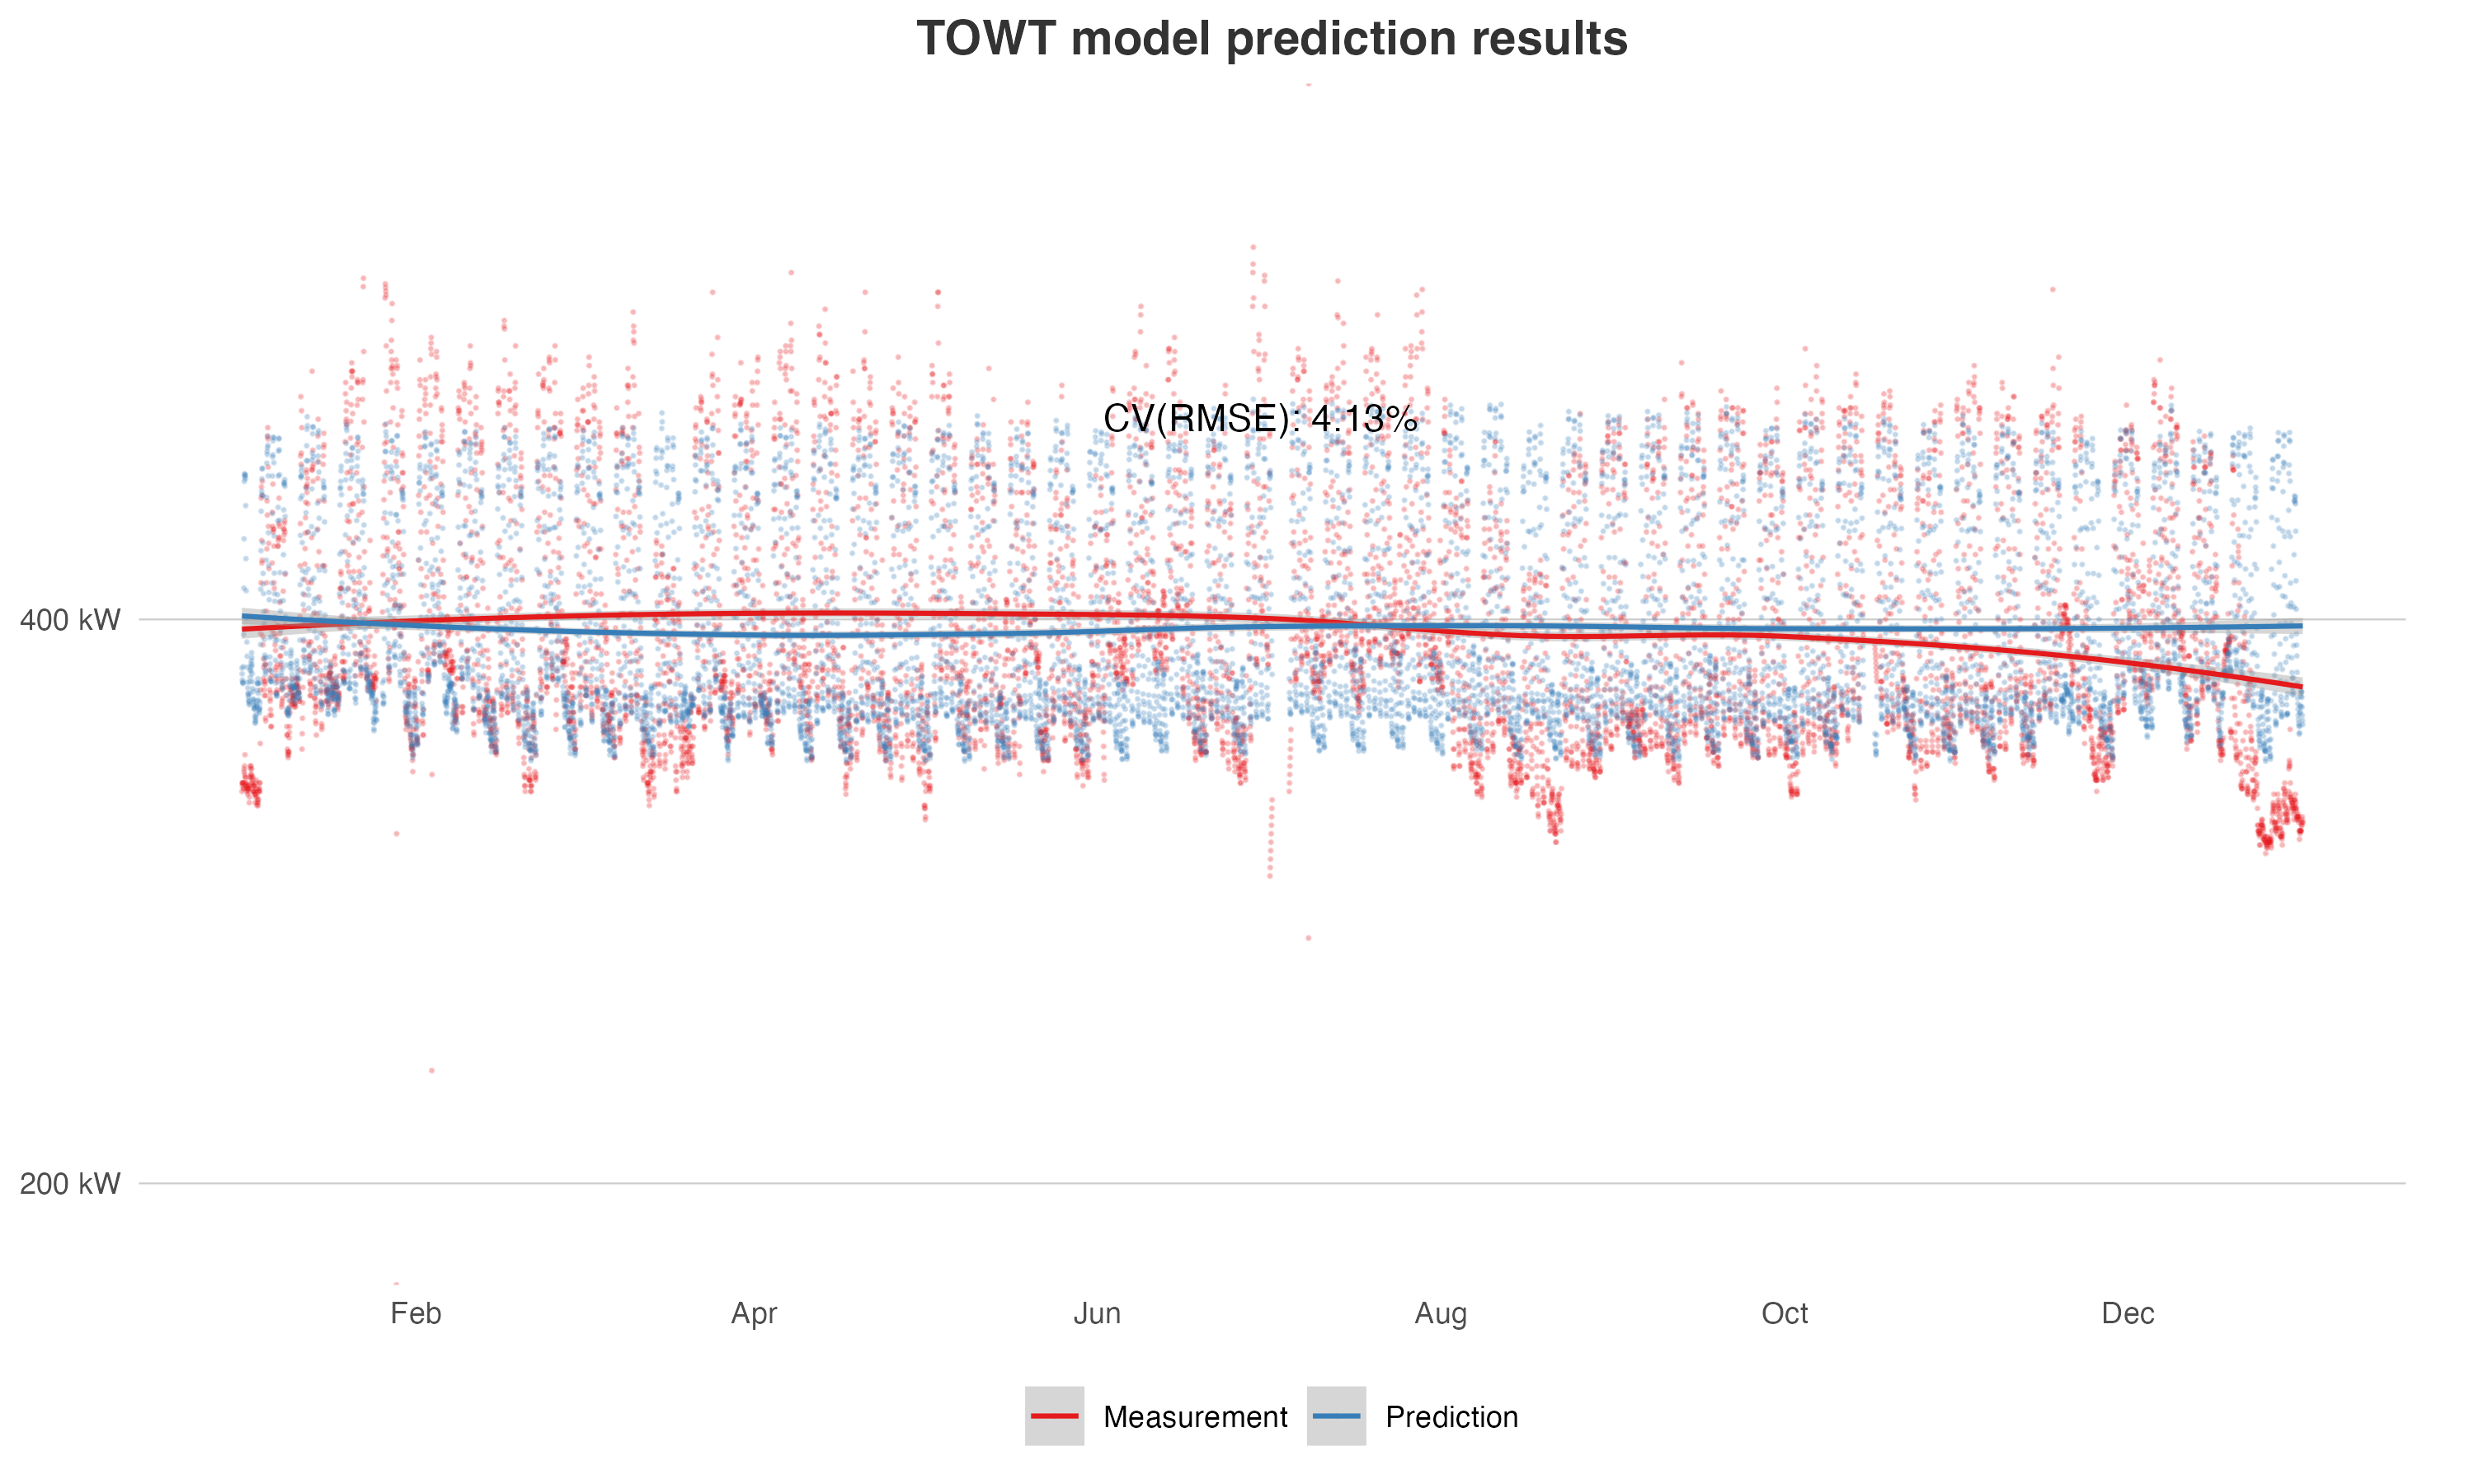 TOWT model prediction results
CV(RMSE): 4.13%
400 kW
200 kW
Feb Apr Jun Aug Oct Dec
Measurement Prediction